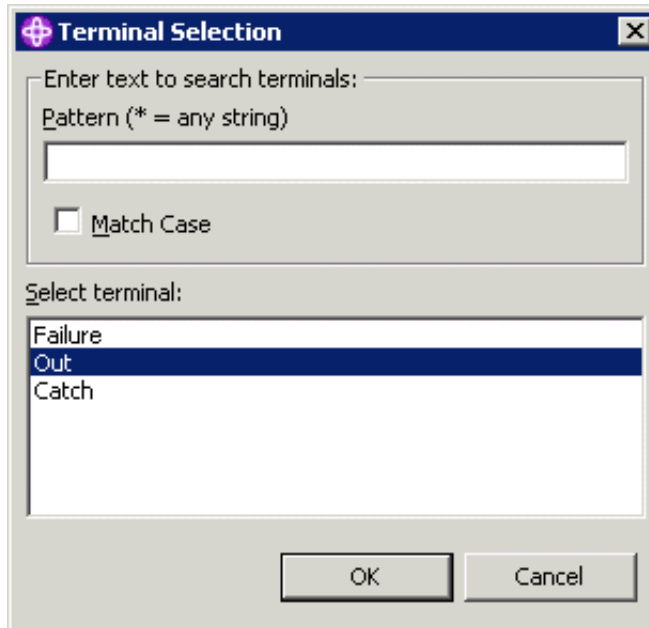 Terminal Selection
Enter text to search terminals:
Pattern (* = any string)
Match Case
Select terminal:
Failure
Out
Catch
OK Cancel